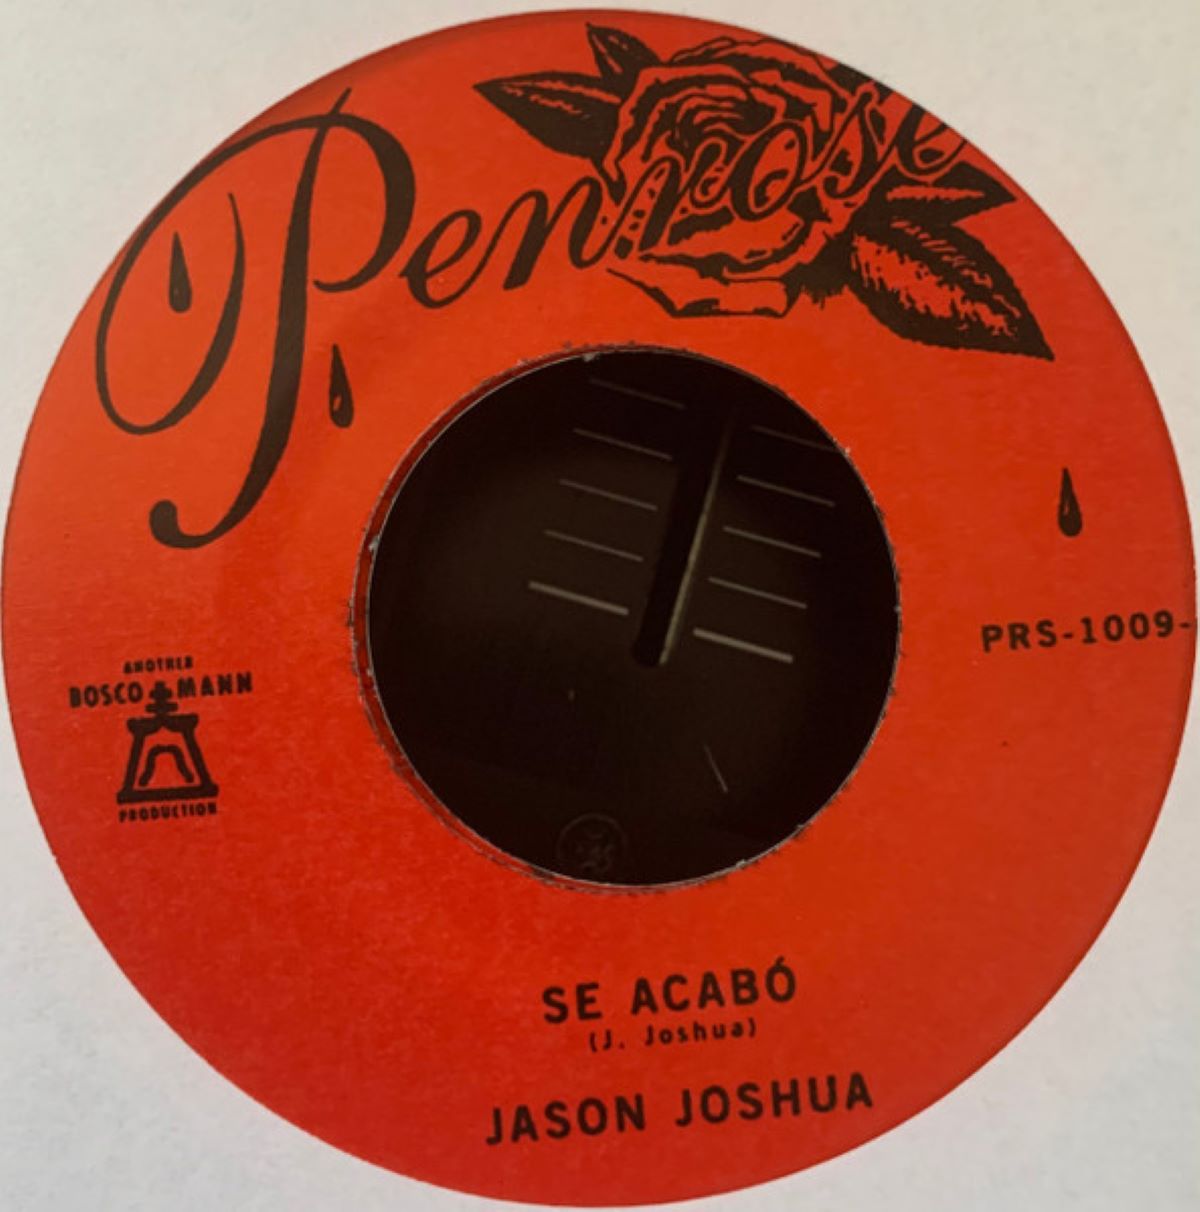 Penrose
PRS-1009-
ANOTHER
BOSCO MANN
PRODUCTION
SE ACABÓ
(J. Joshua)
JASON JOSHUA